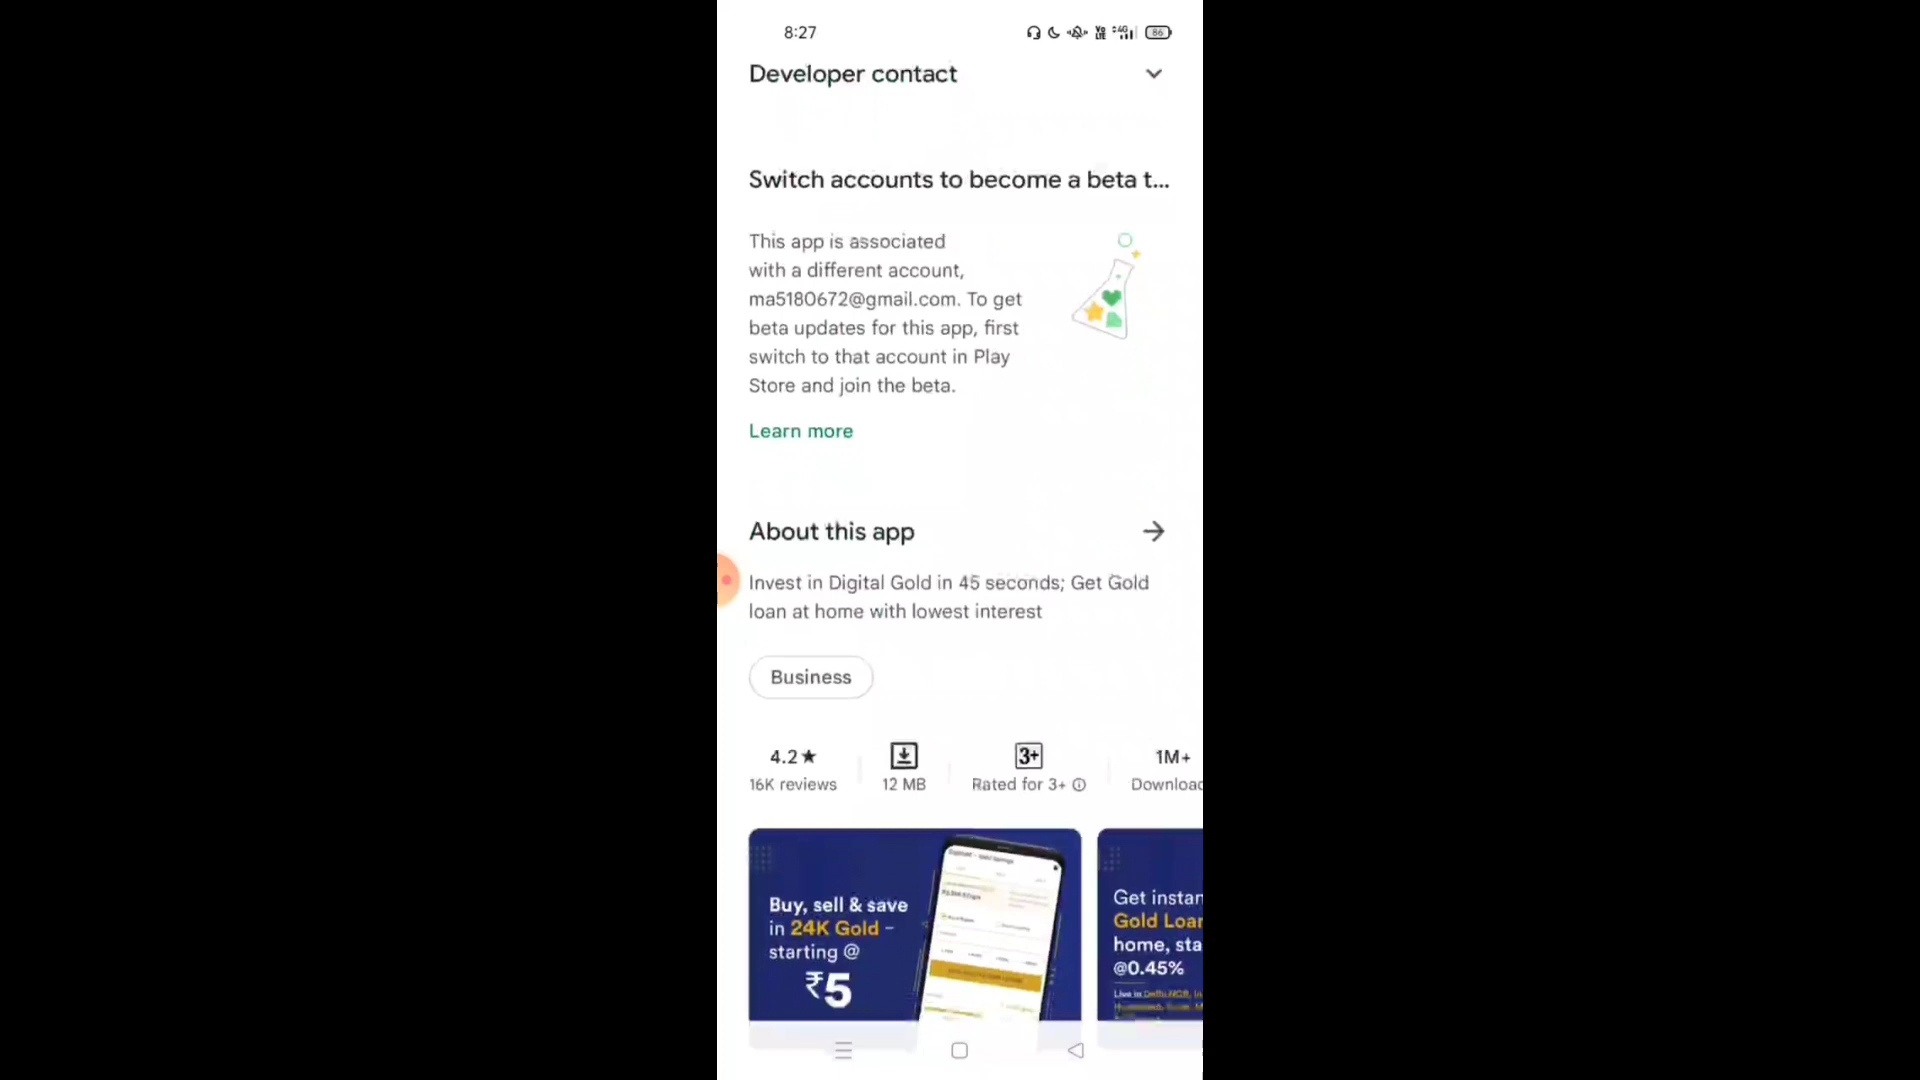 8:27
86
Developer contact
Switch accounts to become a beta t...
This app is associated
with a different account,
ma5180672@gmail.com. To get
beta updates for this app, first
switch to that account in Play
Store and join the beta.
Learn more
About this app
Invest in Digital Gold in 45 seconds; Get Gold
loan at home with lowest interest
Business
4.2★ 3+ 1M+
16K reviews 12 MB Rated for 3+ Downloac
Buy, sell & save
in 24K Gold –
starting @
₹5
Get instan
Gold Loar
home, sta
@0.45%